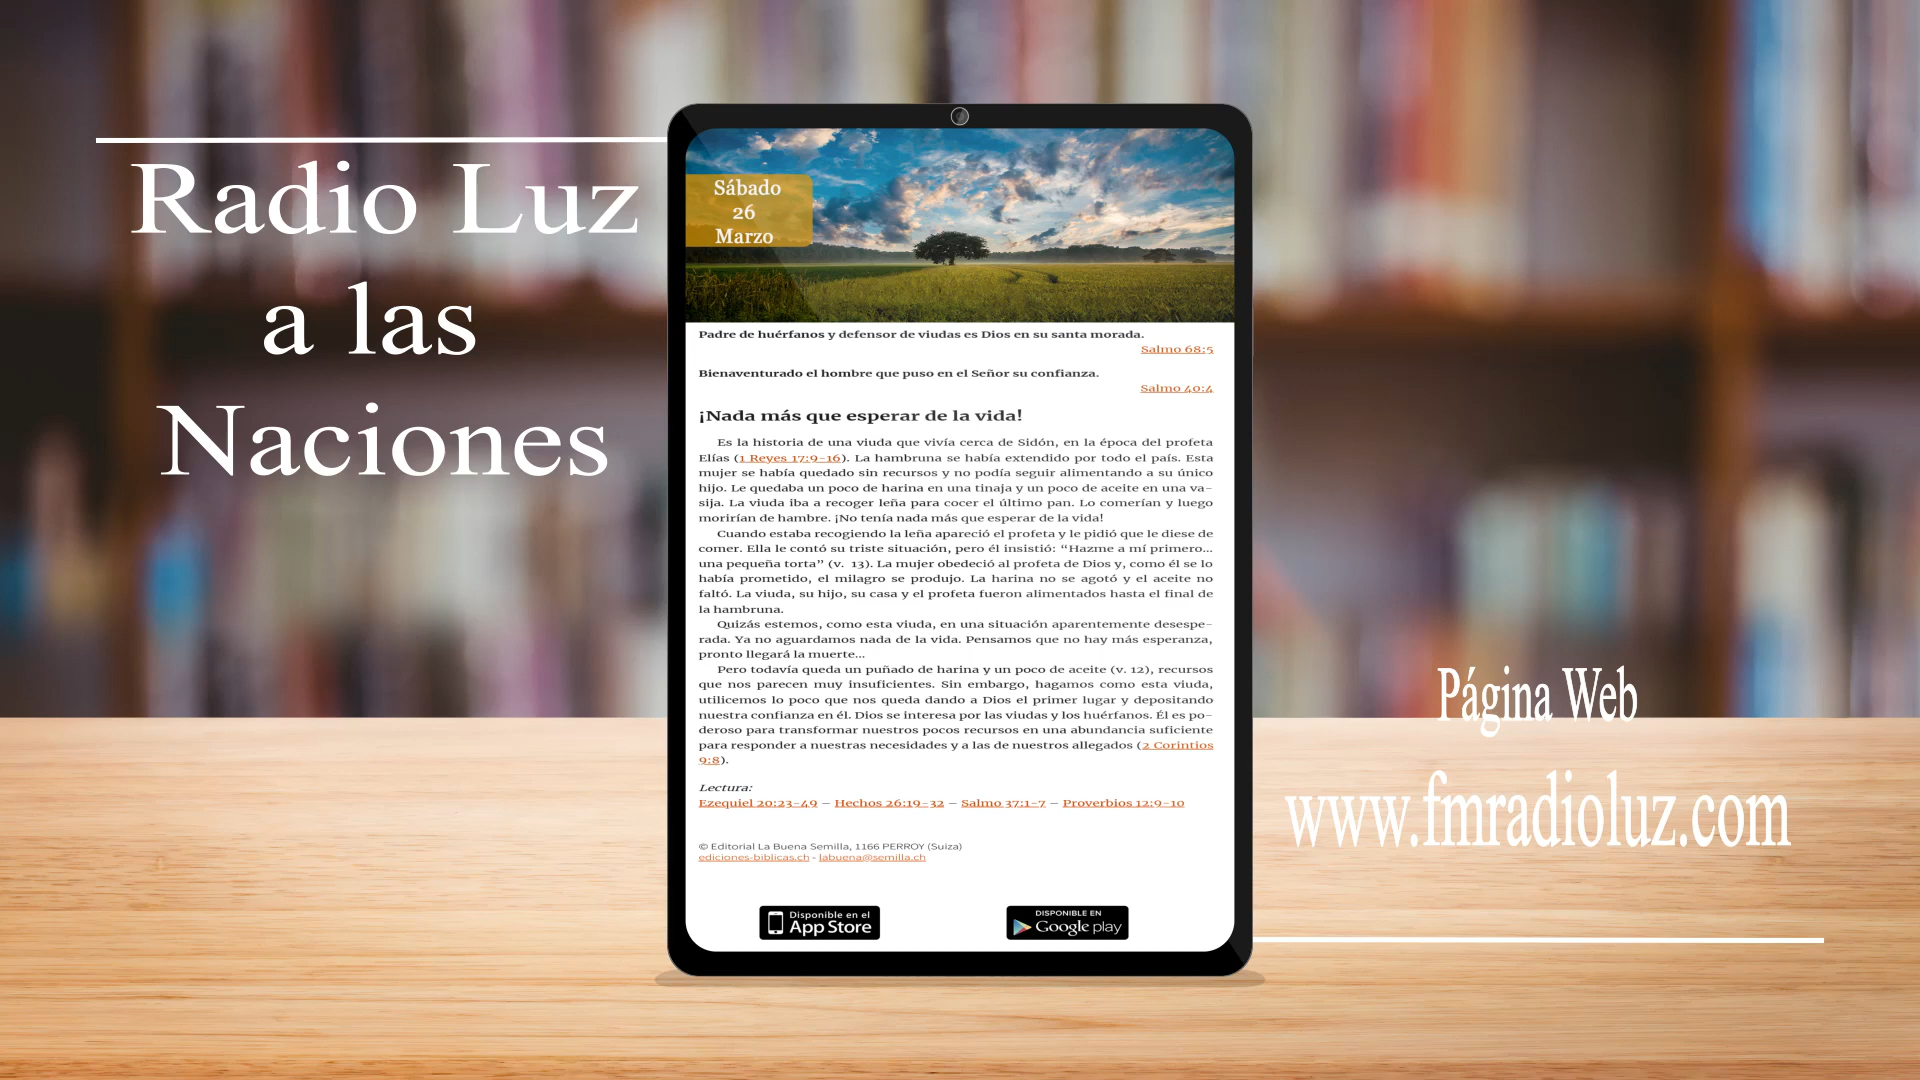 Radio Luz
a las
Naciones
Sábado
26
Marzo
Padre de huérfanos y defensor de viudas es Dios en su santa morada.
Salmo 68:5
Bienaventurado el hombre que puso en el Señor su confianza.
Salmo 40:4
¡Nada más que esperar de la vida!
Es la historia de una viuda que vivía cerca de Sidón, en la época del profeta
Elías (1 Reyes 17:9-16). La hambruna se había extendido por todo el país. Esta
mujer se había quedado sin recursos y no podía seguir alimentando a su único
hijo. Le quedaba un poco de harina en una tinaja y un poco de aceite en una va-
sija. La viuda iba a recoger leña para cocer el último pan. Lo comerían y luego
morirían de hambre. ¡No tenía nada más que esperar de la vida!
Cuando estaba recogiendo la leña apareció el profeta y le pidió que le diese de
comer. Ella le contó su triste situación, pero él insistió: “Hazme a mí primero...
una pequeña torta” (v. 13). La mujer obedeció al profeta de Dios y, como él se lo
había prometido, el milagro se produjo. La harina no se agotó y el aceite no
faltó. La viuda, su hijo, su casa y el profeta fueron alimentados hasta el final de
la hambruna.
Quizás estemos, como esta viuda, en una situación aparentemente desespe-
rada. Ya no aguardamos nada de la vida. Pensamos que no hay más esperanza,
pronto llegará la muerte...
Pero todavía queda un puñado de harina y un poco de aceite (v. 12), recursos
que nos parecen muy insuficientes. Sin embargo, hagamos como esta viuda,
utilicemos lo poco que nos queda dando a Dios el primer lugar y depositando
nuestra confianza en él. Dios se interesa por las viudas y los huérfanos. Él es po-
deroso para transformar nuestros pocos recursos en una abundancia suficiente
para responder a nuestras necesidades y a las de nuestros allegados (2 Corintios
9:8).
Lectura:
Ezequiel 20:23-49 – Hechos 26:19-32 – Salmo 37:1-7 – Proverbios 12:9-10
© Editorial La Buena Semilla, 1166 PERROY (Suiza)
ediciones-biblicas.ch - labuena@semilla.ch
Disponible en el
App Store
DISPONIBLE EN
Google play
Página Web
www.fmradioluz.com